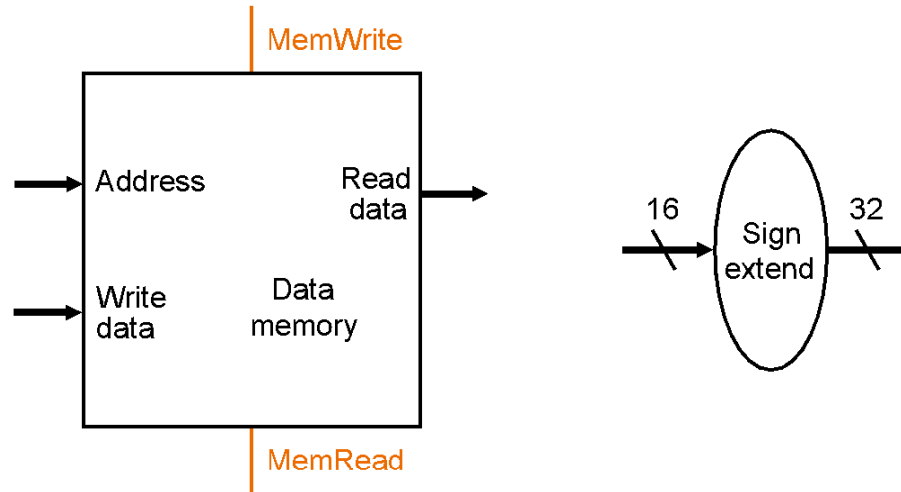 MemWrite
Address
Read
data
Write
data
Data
memory
MemRead
16
Sign
extend
32